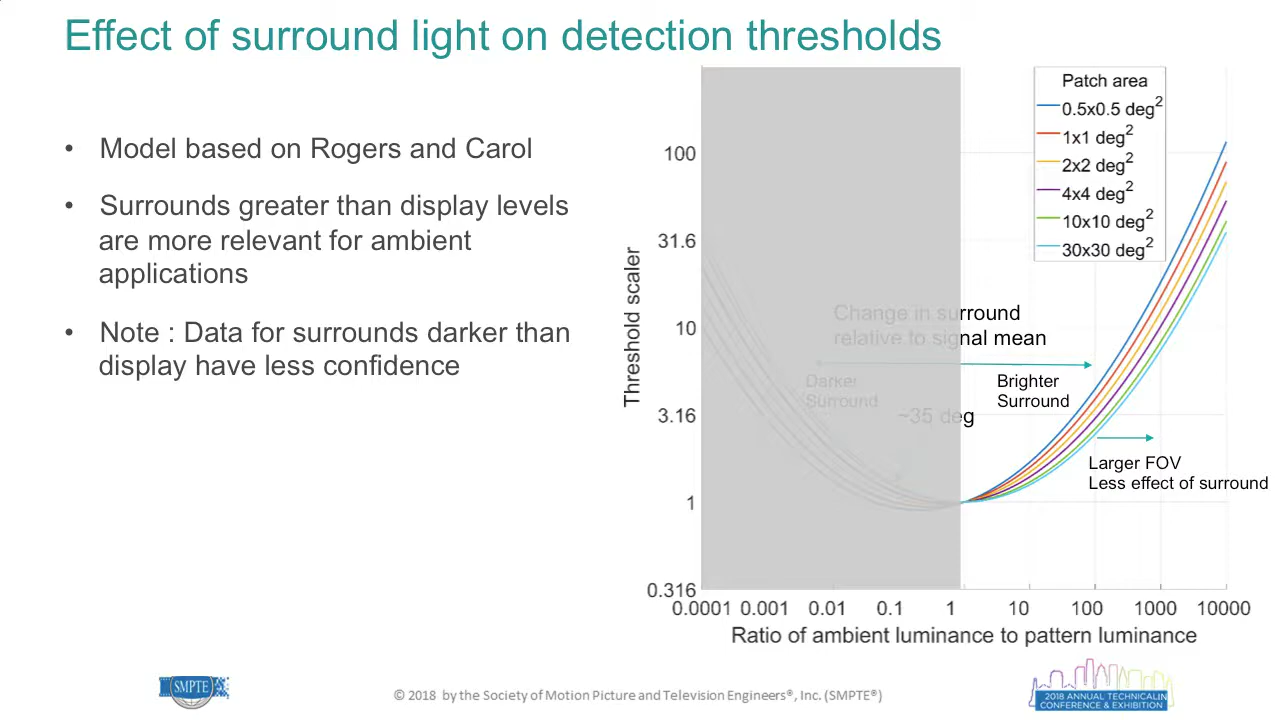 Effect of surround light on detection thresholds
• Model based on Rogers and Carol
• Surrounds greater than display levels
are more relevant for ambient
applications
• Note : Data for surrounds darker than
display have less confidence
Patch area
0.5x0.5 deg2
1x1 deg2
2x2 deg2
4x4 deg2
10x10 deg2
30x30 deg2
100
31.6
10
3.16
1
0.316
Threshold scaler
Change in surround
relative to signal mean
Darker
Surround
Brighter
Surround
~35 deg
Larger FOV
Less effect of surround
0.0001 0.001 0.01 0.1 1 10 100 1000 10000
Ratio of ambient luminance to pattern luminance
SMPTE
© 2018 by the Society of Motion Picture and Television Engineers®, Inc. (SMPTE®)
2018 ANNUAL TECHNICALIN
CONFERENCE & EXHIBITION